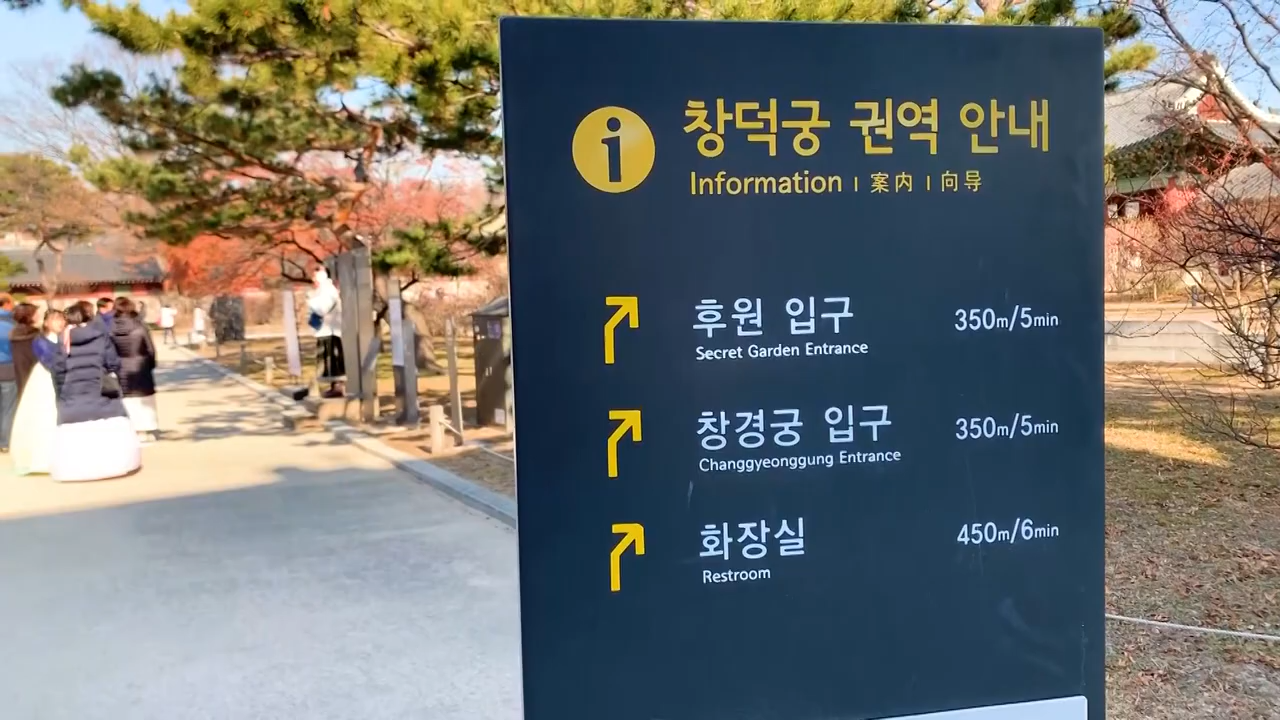 i 창덕궁 권역 안내
Information | 案内 | 向导
후원 입구 350m/5min
Secret Garden Entrance
창경궁 입구 350m/5min
Changgyeonggung Entrance
화장실 450m/6min
Restroom